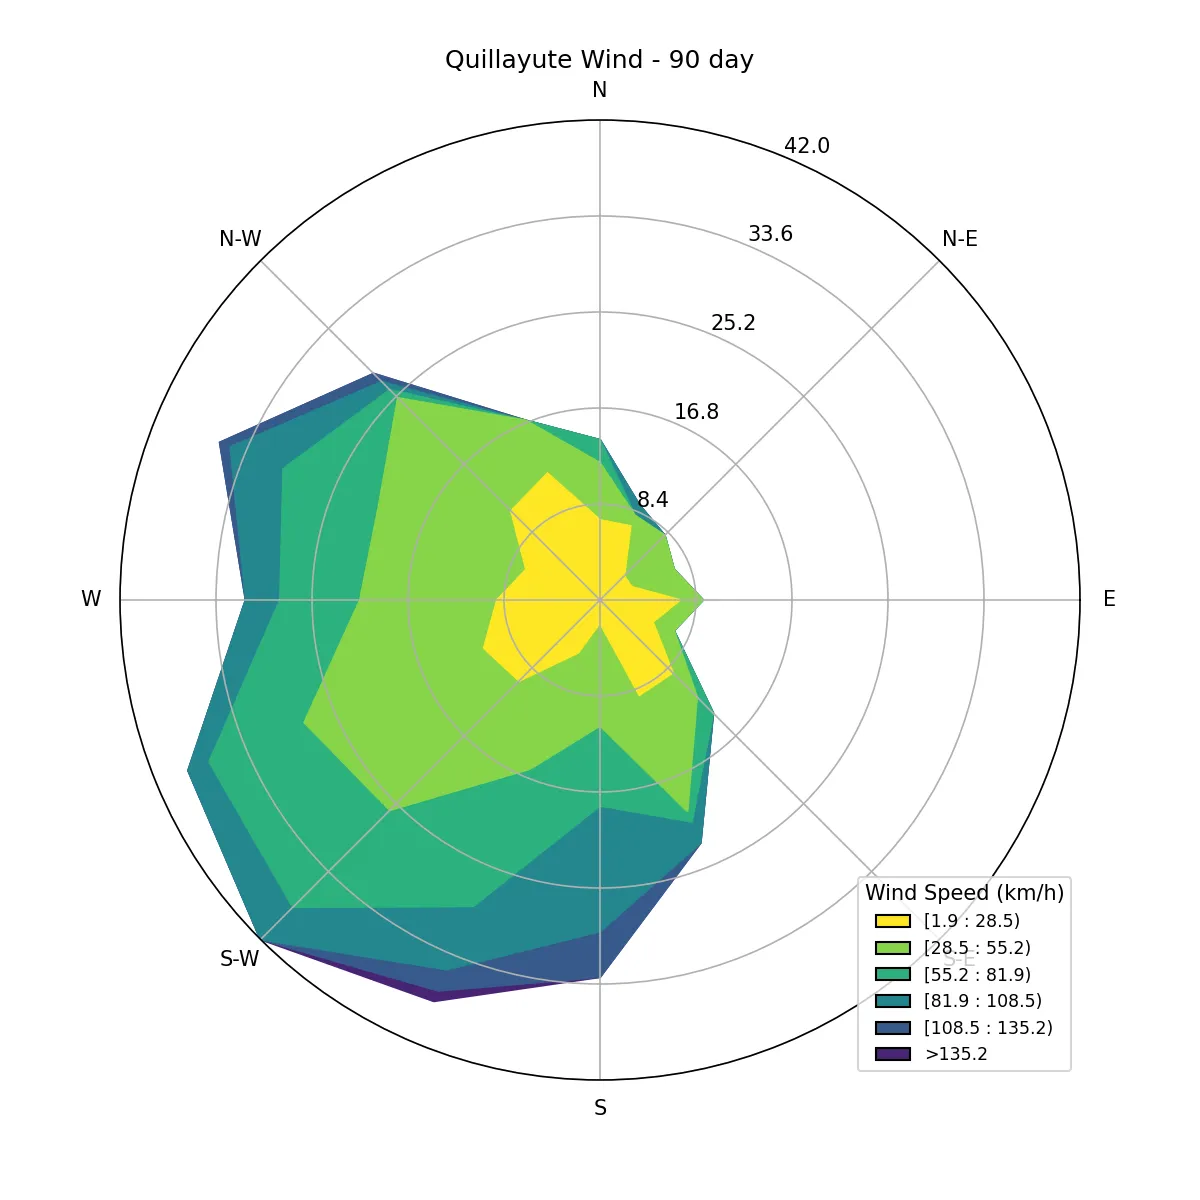 Quillayute Wind - 90 day
N
42.0
33.6
N-W
N-E
25.2
16.8
8.4
W
E
Wind Speed (km/h)
[1.9 : 28.5)
[28.5 : 55.2)
S-W
S-E
[55.2 : 81.9)
[81.9 : 108.5)
[108.5 : 135.2)
>135.2
S